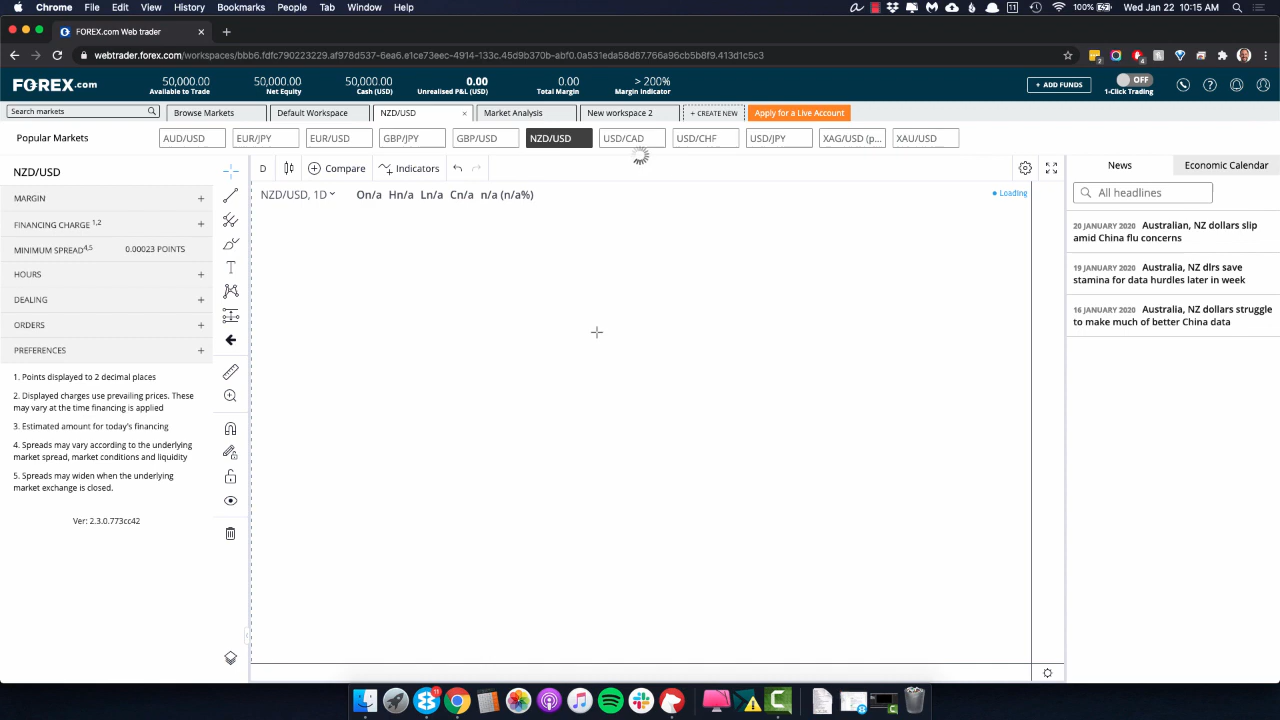 Chrome File Edit View History Bookmarks People Tab Window Help 11 100% Wed Jan 22 10:15 AM
FOREX.com Web trader
webtrader.forex.com/workspaces/bbb6.fdfc790223229.af978d537-6ea6.e1ce73eec-4914-133c.45d9b370b-abf0.0a531eda58d87.766a96cb5b8f9.413d1c5c3
FOREX.com
50,000.00 50,000.00 50,000.00 0.00 0.00 > 200%
Available to Trade Net Equity Cash (USD) Unrealised P&L (USD) Total Margin Margin Indicator
+ ADD FUNDS
OFF
1-Click Trading
Search markets
Browse Markets Default Workspace NZD/USD × Market Analysis New workspace 2 + CREATE NEW Apply for a Live Account
Popular Markets AUD/USD EUR/JPY EUR/USD GBP/JPY GBP/USD NZD/USD USD/CAD USD/CHF USD/JPY XAG/USD (p... XAU/USD
NZD/USD
MARGIN +
FINANCING CHARGE 1,2 +
MINIMUM SPREAD4,5 0.00023 POINTS
HOURS +
DEALING +
ORDERS +
PREFERENCES +
1. Points displayed to 2 decimal places
2. Displayed charges use prevailing prices. These
may vary at the time financing is applied
3. Estimated amount for today's financing
4. Spreads may vary according to the underlying
market spread, market conditions and liquidity
5. Spreads may widen when the underlying
market exchange is closed.
Ver: 2.3.0.773cc42
D Compare Indicators
NZD/USD, 1D On/a Hn/a Ln/a Cn/a n/a (n/a%)
Loading
News Economic Calendar
All headlines
20 JANUARY 2020 Australian, NZ dollars slip
amid China flu concerns
19 JANUARY 2020 Australia, NZ dlrs save
stamina for data hurdles later in week
16 JANUARY 2020 Australia, NZ dollars struggle
to make much of better China data
11